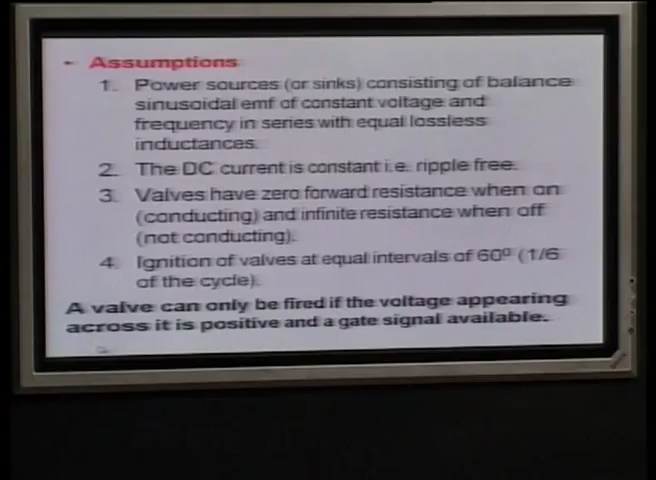 - Assumptions
1. Power sources (or sinks) consisting of balance
sinusoidal emf of constant voltage and
frequency in series with equal lossless
inductances.
2. The DC current is constant i.e. ripple free.
3. Valves have zero forward resistance when on
(conducting) and infinite resistance when off
(not conducting).
4. Ignition of valves at equal intervals of 60º (1/6
of the cycle).
A valve can only be fired if the voltage appearing
across it is positive and a gate signal available.